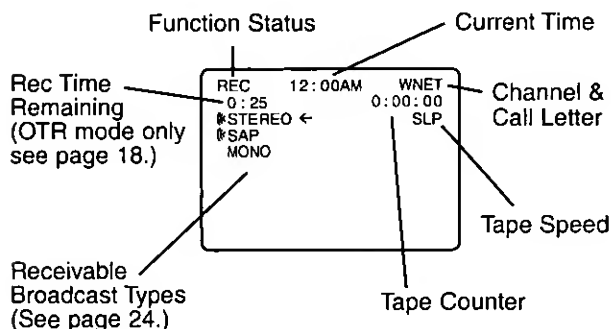 Function Status
Current Time
Rec Time
Remaining
(OTR mode only
see page 18.)
REC 12:00AM WNET
0:25 0:00:00
STEREO ← SLP
SAP
MONO
Channel &
Call Letter
Tape Speed
Receivable
Broadcast Types
(See page 24.)
Tape Counter